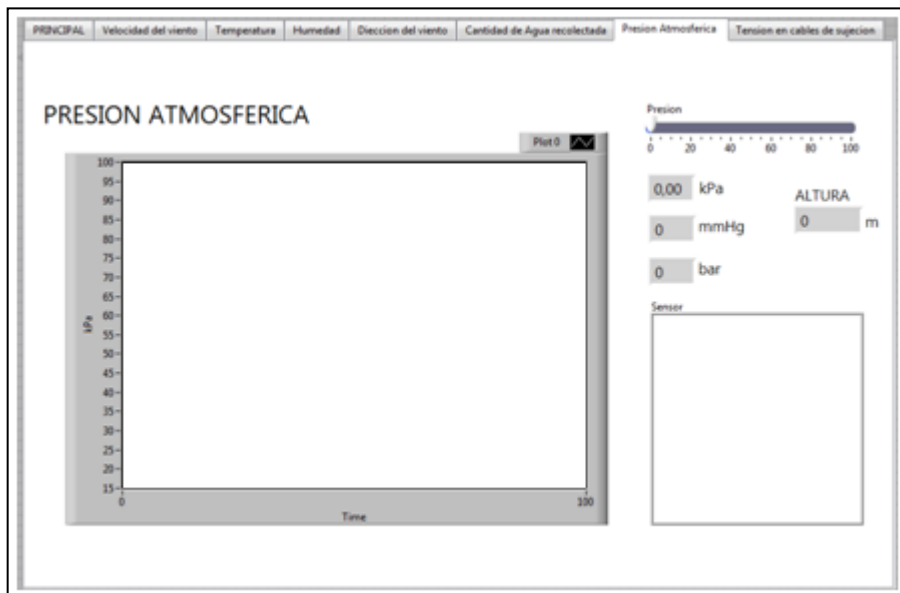 PRINCIPAL Velocidad del viento Temperatura Humedad Dieccion del viento Cantidad de Agua recolectada Presion Atmosferica Tension en cables de sujecion
PRESION ATMOSFERICA
Plot 0
100
95
90
85
80
75
70
65
60
55
50
45
40
35
30
25
20
15
kPa
0 100
Time
Presion
0 20 40 60 80 100
0,00 kPa
0 mmHg
0 bar
ALTURA
0 m
Sensor